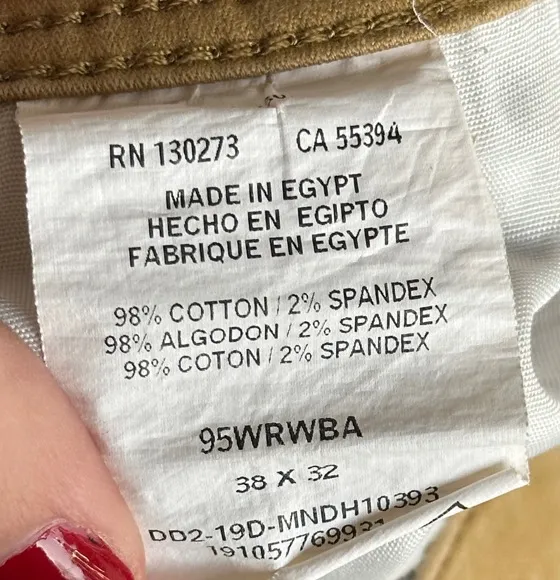 RN 130273 CA 55394
MADE IN EGYPT
HECHO EN EGIPTO
FABRIQUE EN EGYPTE
98% COTTON / 2% SPANDEX
98% ALGODON / 2% SPANDEX
98% COTON / 2% SPANDEX
95WRWBA
38 X 32
DD2-19D-MNDH10393